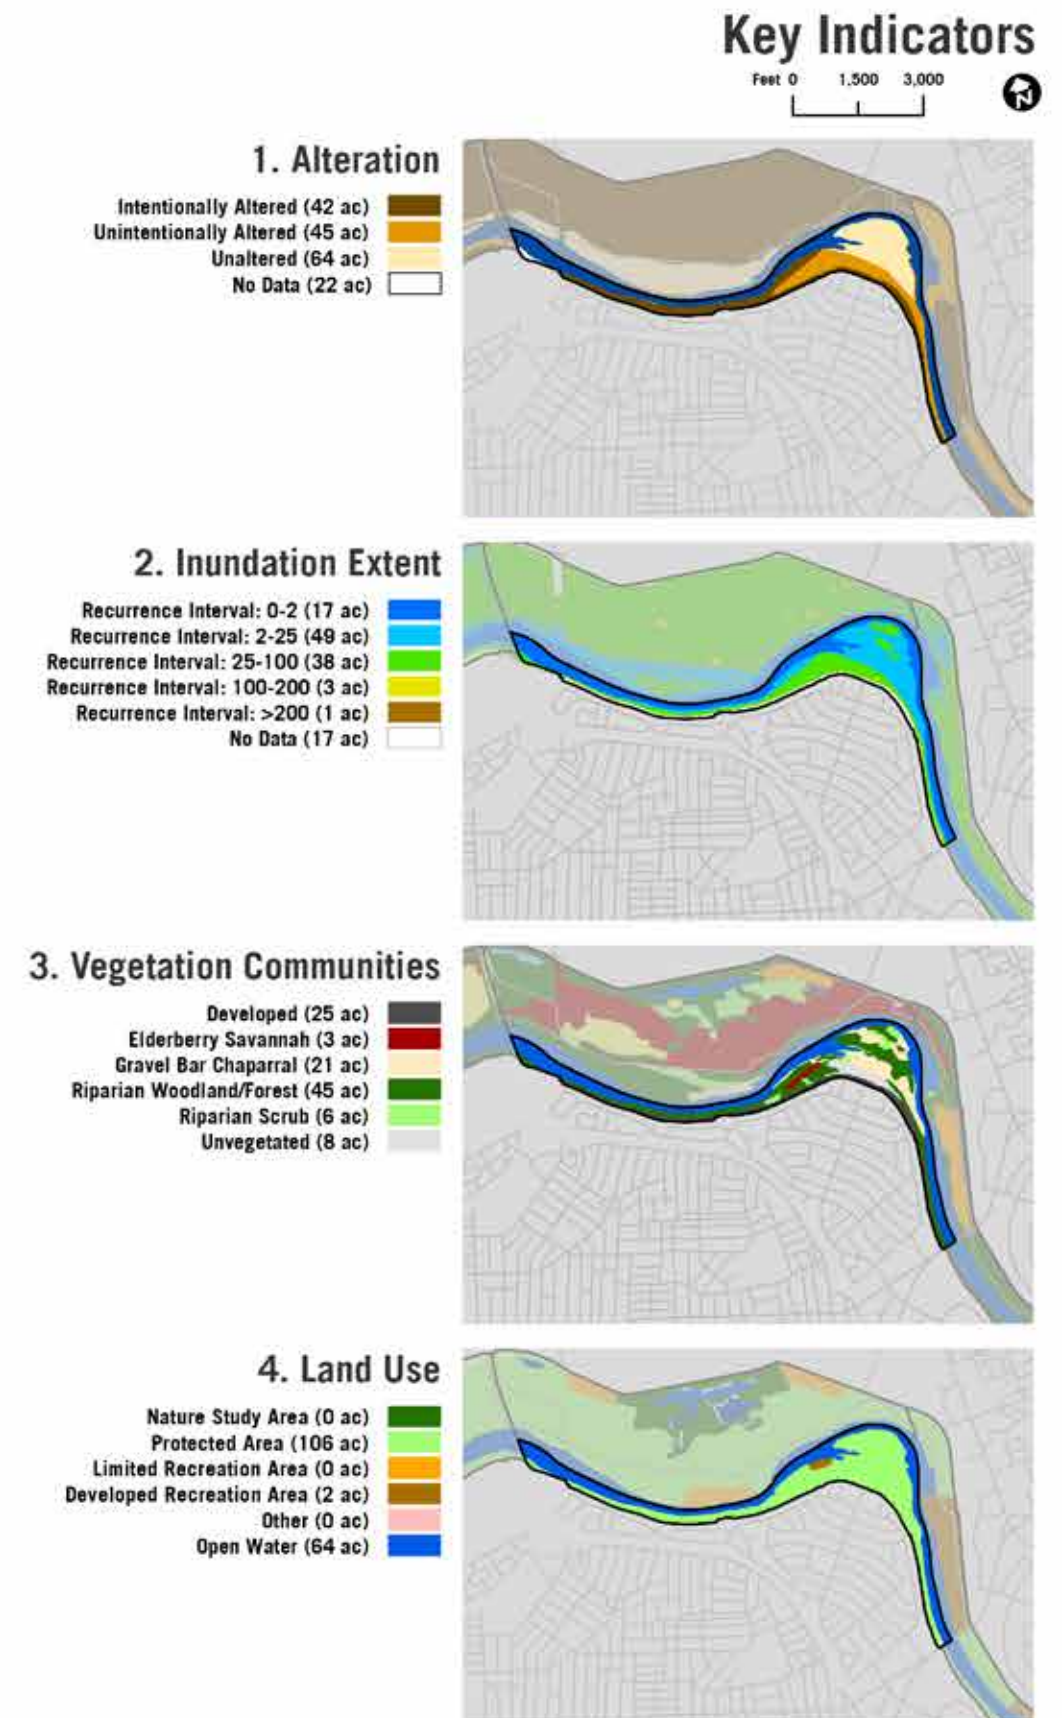 Key Indicators
Feet 0 1,500 3,000
N
1. Alteration
Intentionally Altered (42 ac)
Unintentionally Altered (45 ac)
Unaltered (64 ac)
No Data (22 ac)
2. Inundation Extent
Recurrence Interval: 0-2 (17 ac)
Recurrence Interval: 2-25 (49 ac)
Recurrence Interval: 25-100 (38 ac)
Recurrence Interval: 100-200 (3 ac)
Recurrence Interval: >200 (1 ac)
No Data (17 ac)
3. Vegetation Communities
Developed (25 ac)
Elderberry Savannah (3 ac)
Gravel Bar Chaparral (21 ac)
Riparian Woodland/Forest (45 ac)
Riparian Scrub (6 ac)
Unvegetated (8 ac)
4. Land Use
Nature Study Area (0 ac)
Protected Area (106 ac)
Limited Recreation Area (0 ac)
Developed Recreation Area (2 ac)
Other (0 ac)
Open Water (64 ac)